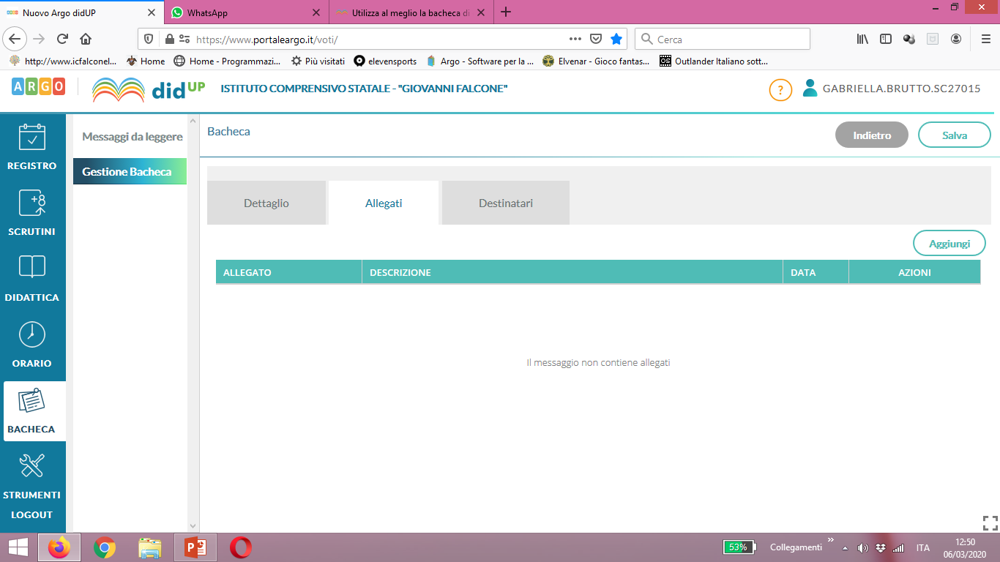 Nuovo Argo didUP
WhatsApp
Utilizza al meglio la bacheca di
https://www.portaleargo.it/voti/
Cerca
http://www.icfalconel...
Home
Home - Programmazi...
Più visitati
elevensports
Argo - Software per la ...
Elvenar - Gioco fantas...
OS
Outlander Italiano sott...
ARGO
didUP
ISTITUTO COMPRENSIVO STATALE - "GIOVANNI FALCONE"
?
GABRIELLA.BRUTTO.SC27015
REGISTRO
+8
SCRUTINI
DIDATTICA
ORARIO
BACHECA
STRUMENTI
LOGOUT
Messaggi da leggere
Gestione Bacheca
Bacheca
Indietro
Salva
Dettaglio
Allegati
Destinatari
Aggiungi
ALLEGATO
DESCRIZIONE
DATA
AZIONI
Il messaggio non contiene allegati
53%
Collegamenti
ITA
12:50
06/03/2020